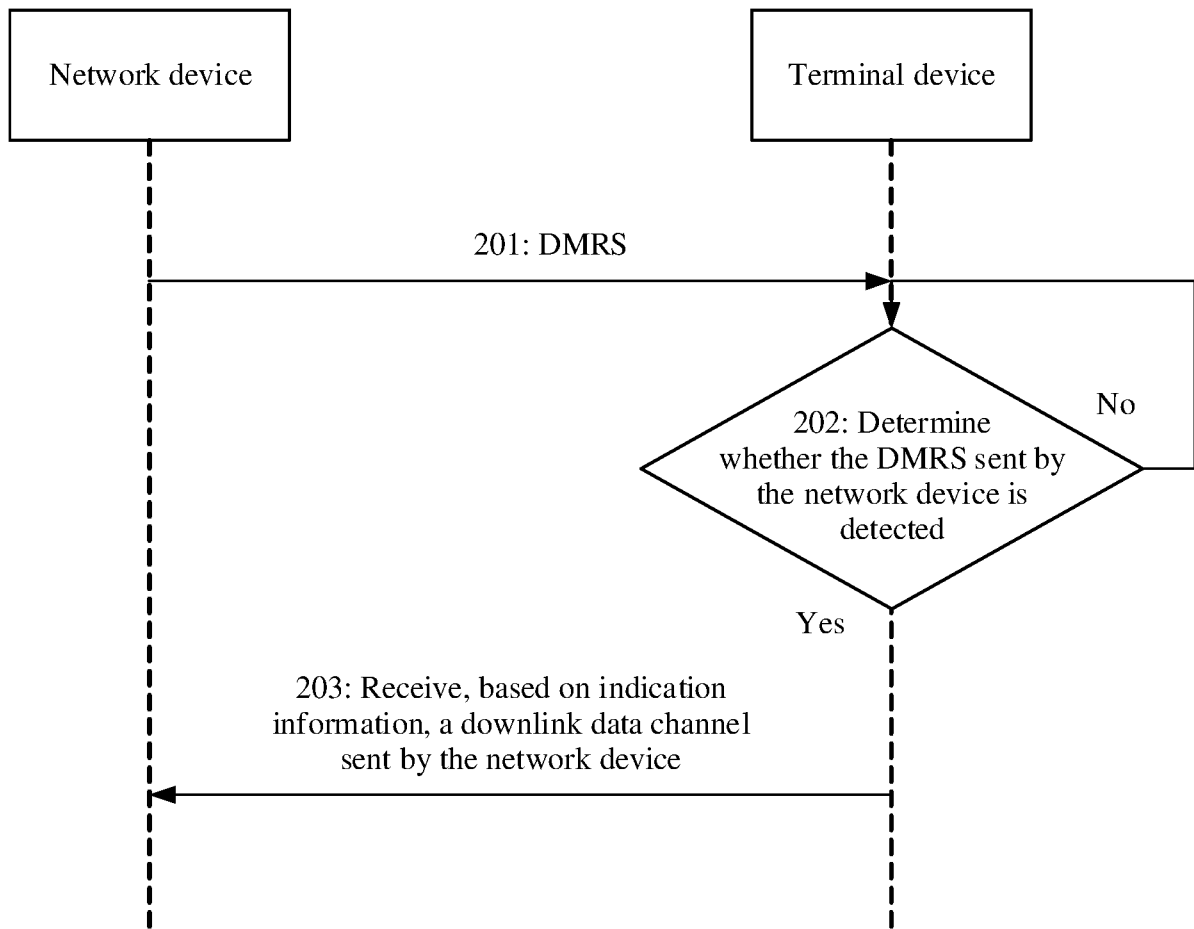 Network device
Terminal device
201: DMRS
202: Determine
whether the DMRS sent by
the network device is
detected
No
Yes
203: Receive, based on indication
information, a downlink data channel
sent by the network device